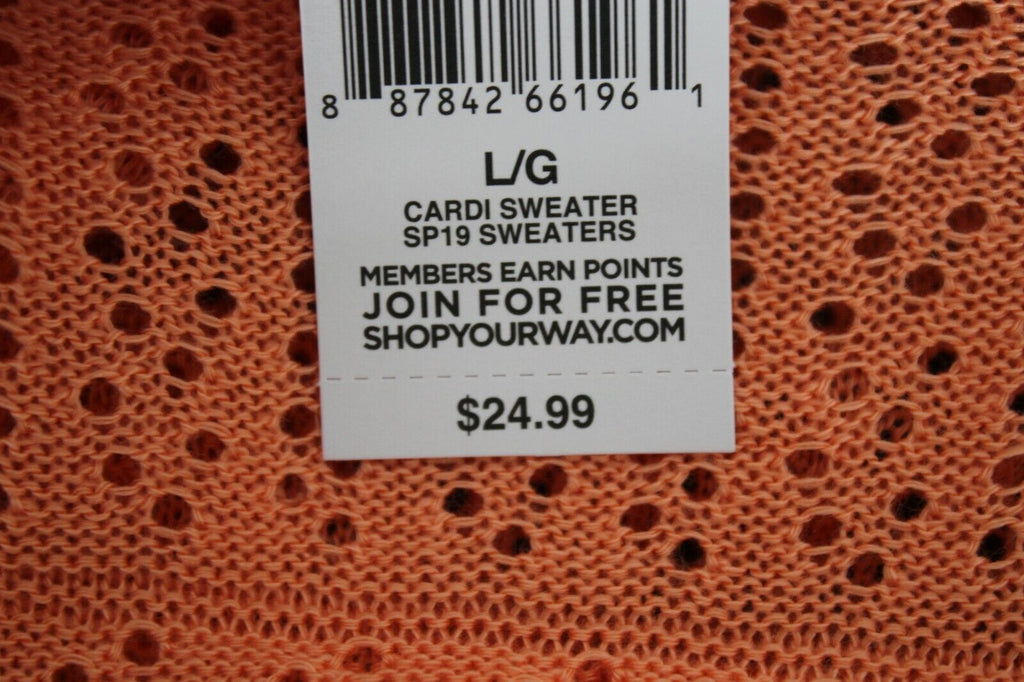 8 87842 66196 1
L/G
CARDI SWEATER
SP19 SWEATERS
MEMBERS EARN POINTS
JOIN FOR FREE
SHOPYOURWAY.COM
$24.99